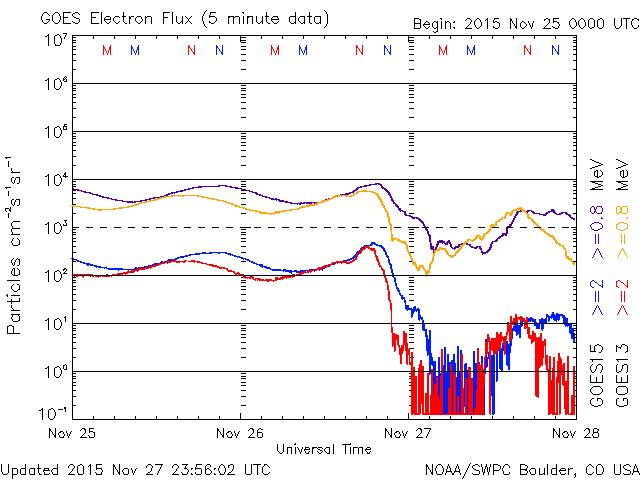 GOES Electron Flux (5 minute data)
Begin: 2015 Nov 25 0000 UTC
M M N N M M N N M M N N
10⁷
10⁶
10⁵
10⁴
10³
10²
10¹
10⁰
10⁻¹
Particles cm⁻²s⁻¹sr⁻¹
Nov 25 Nov 26 Nov 27 Nov 28
Universal Time
GOES15 >=2 >=0.8 MeV
GOES13 >=2 >=0.8 MeV
Updated 2015 Nov 27 23:56:02 UTC
NOAA/SWPC Boulder, CO USA